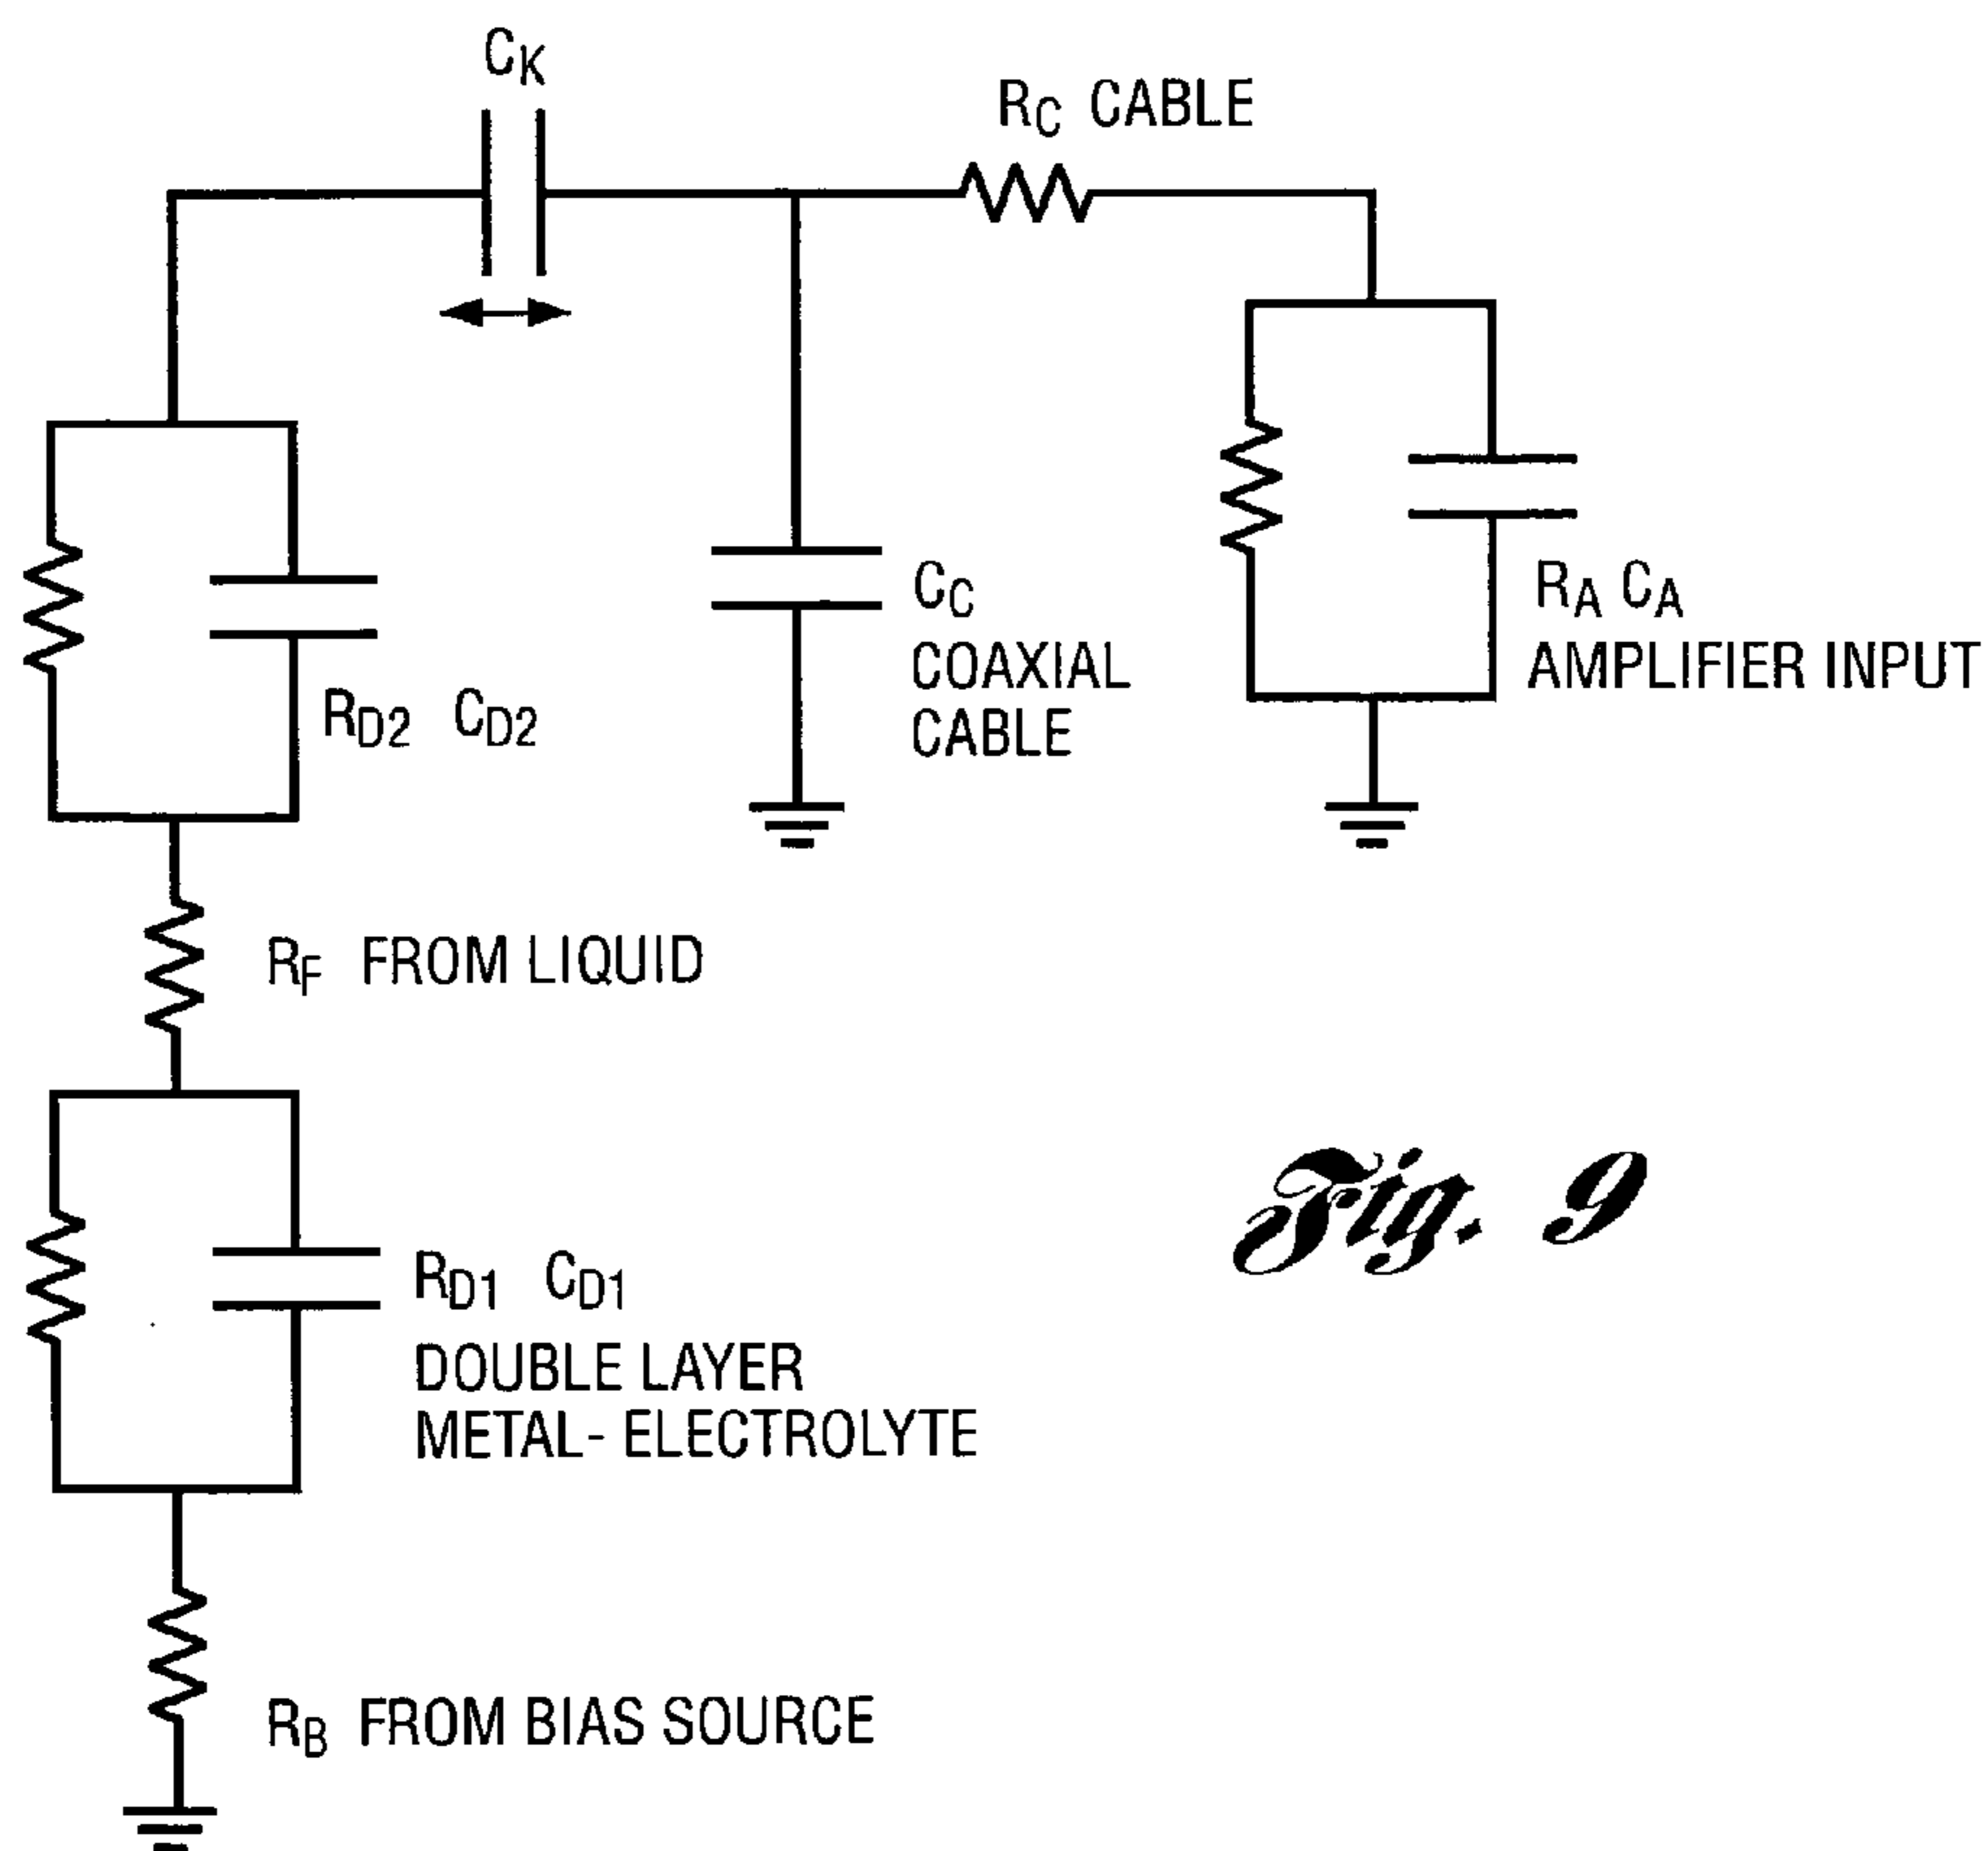 CK
RC CABLE
RD2 CD2
CC
COAXIAL
CABLE
RA CA
AMPLIFIER INPUT
RF FROM LIQUID
RD1 CD1
DOUBLE LAYER
METAL- ELECTROLYTE
RB FROM BIAS SOURCE
Fig. 9